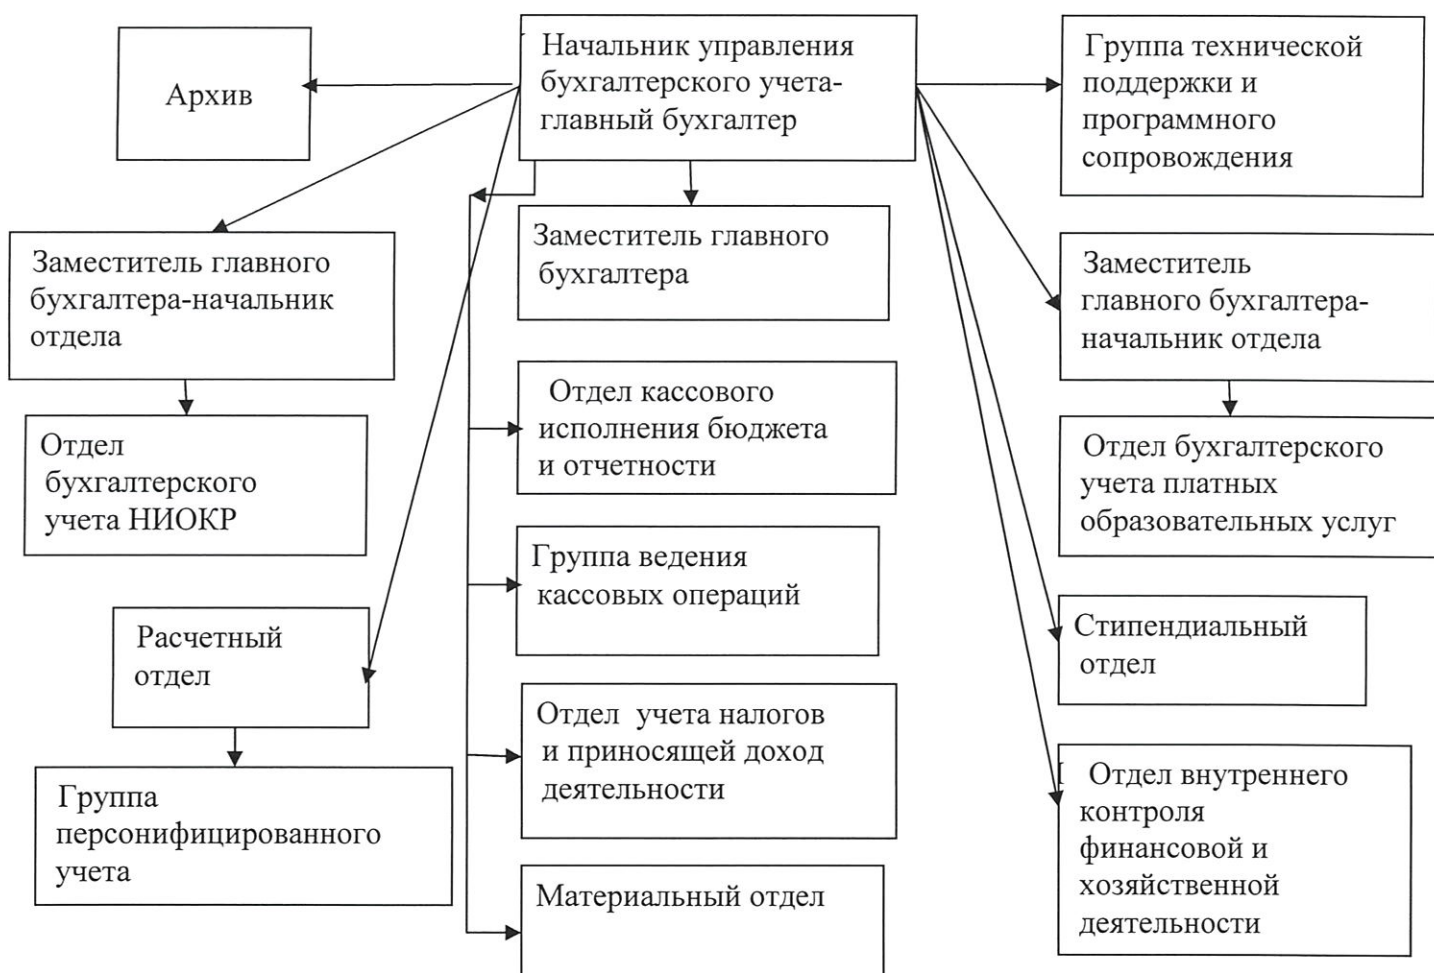 Архив
Начальник управления
бухгалтерского учета-
главный бухгалтер
Группа технической
поддержки и
программного
сопровождения
Заместитель главного
бухгалтера-начальник
отдела
Заместитель главного
бухгалтера
Заместитель
главного бухгалтера-
начальник отдела
Отдел
бухгалтерского
учета НИОКР
Отдел кассового
исполнения бюджета
и отчетности
Отдел бухгалтерского
учета платных
образовательных услуг
Группа ведения
кассовых операций
Расчетный
отдел
Стипендиальный
отдел
Отдел учета налогов
и приносящей доход
деятельности
Группа
персонифицированного
учета
Отдел внутреннего
контроля
финансовой и
хозяйственной
деятельности
Материальный отдел